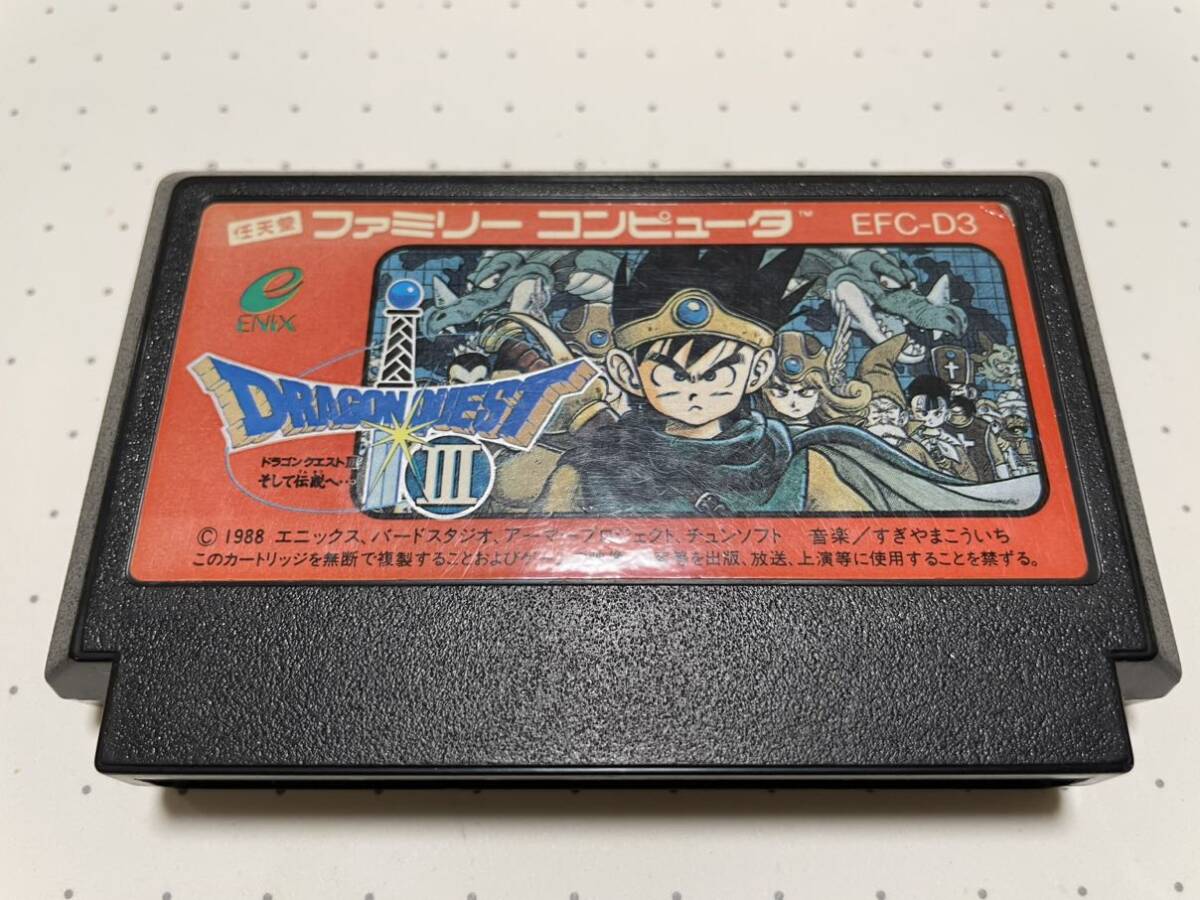 任天堂 ファミリー コンピュータ™ EFC-D3
e
ENIX
DRAGON QUEST
III
ドラゴンクエストIII
そして伝説へ…
© 1988 エニックス、バードスタジオ、アーマープロジェクト、チュンソフト 音楽/すぎやまこういち
このカートリッジを無断で複製することおよびゲー を出版、放送、上演等に使用することを禁ずる。